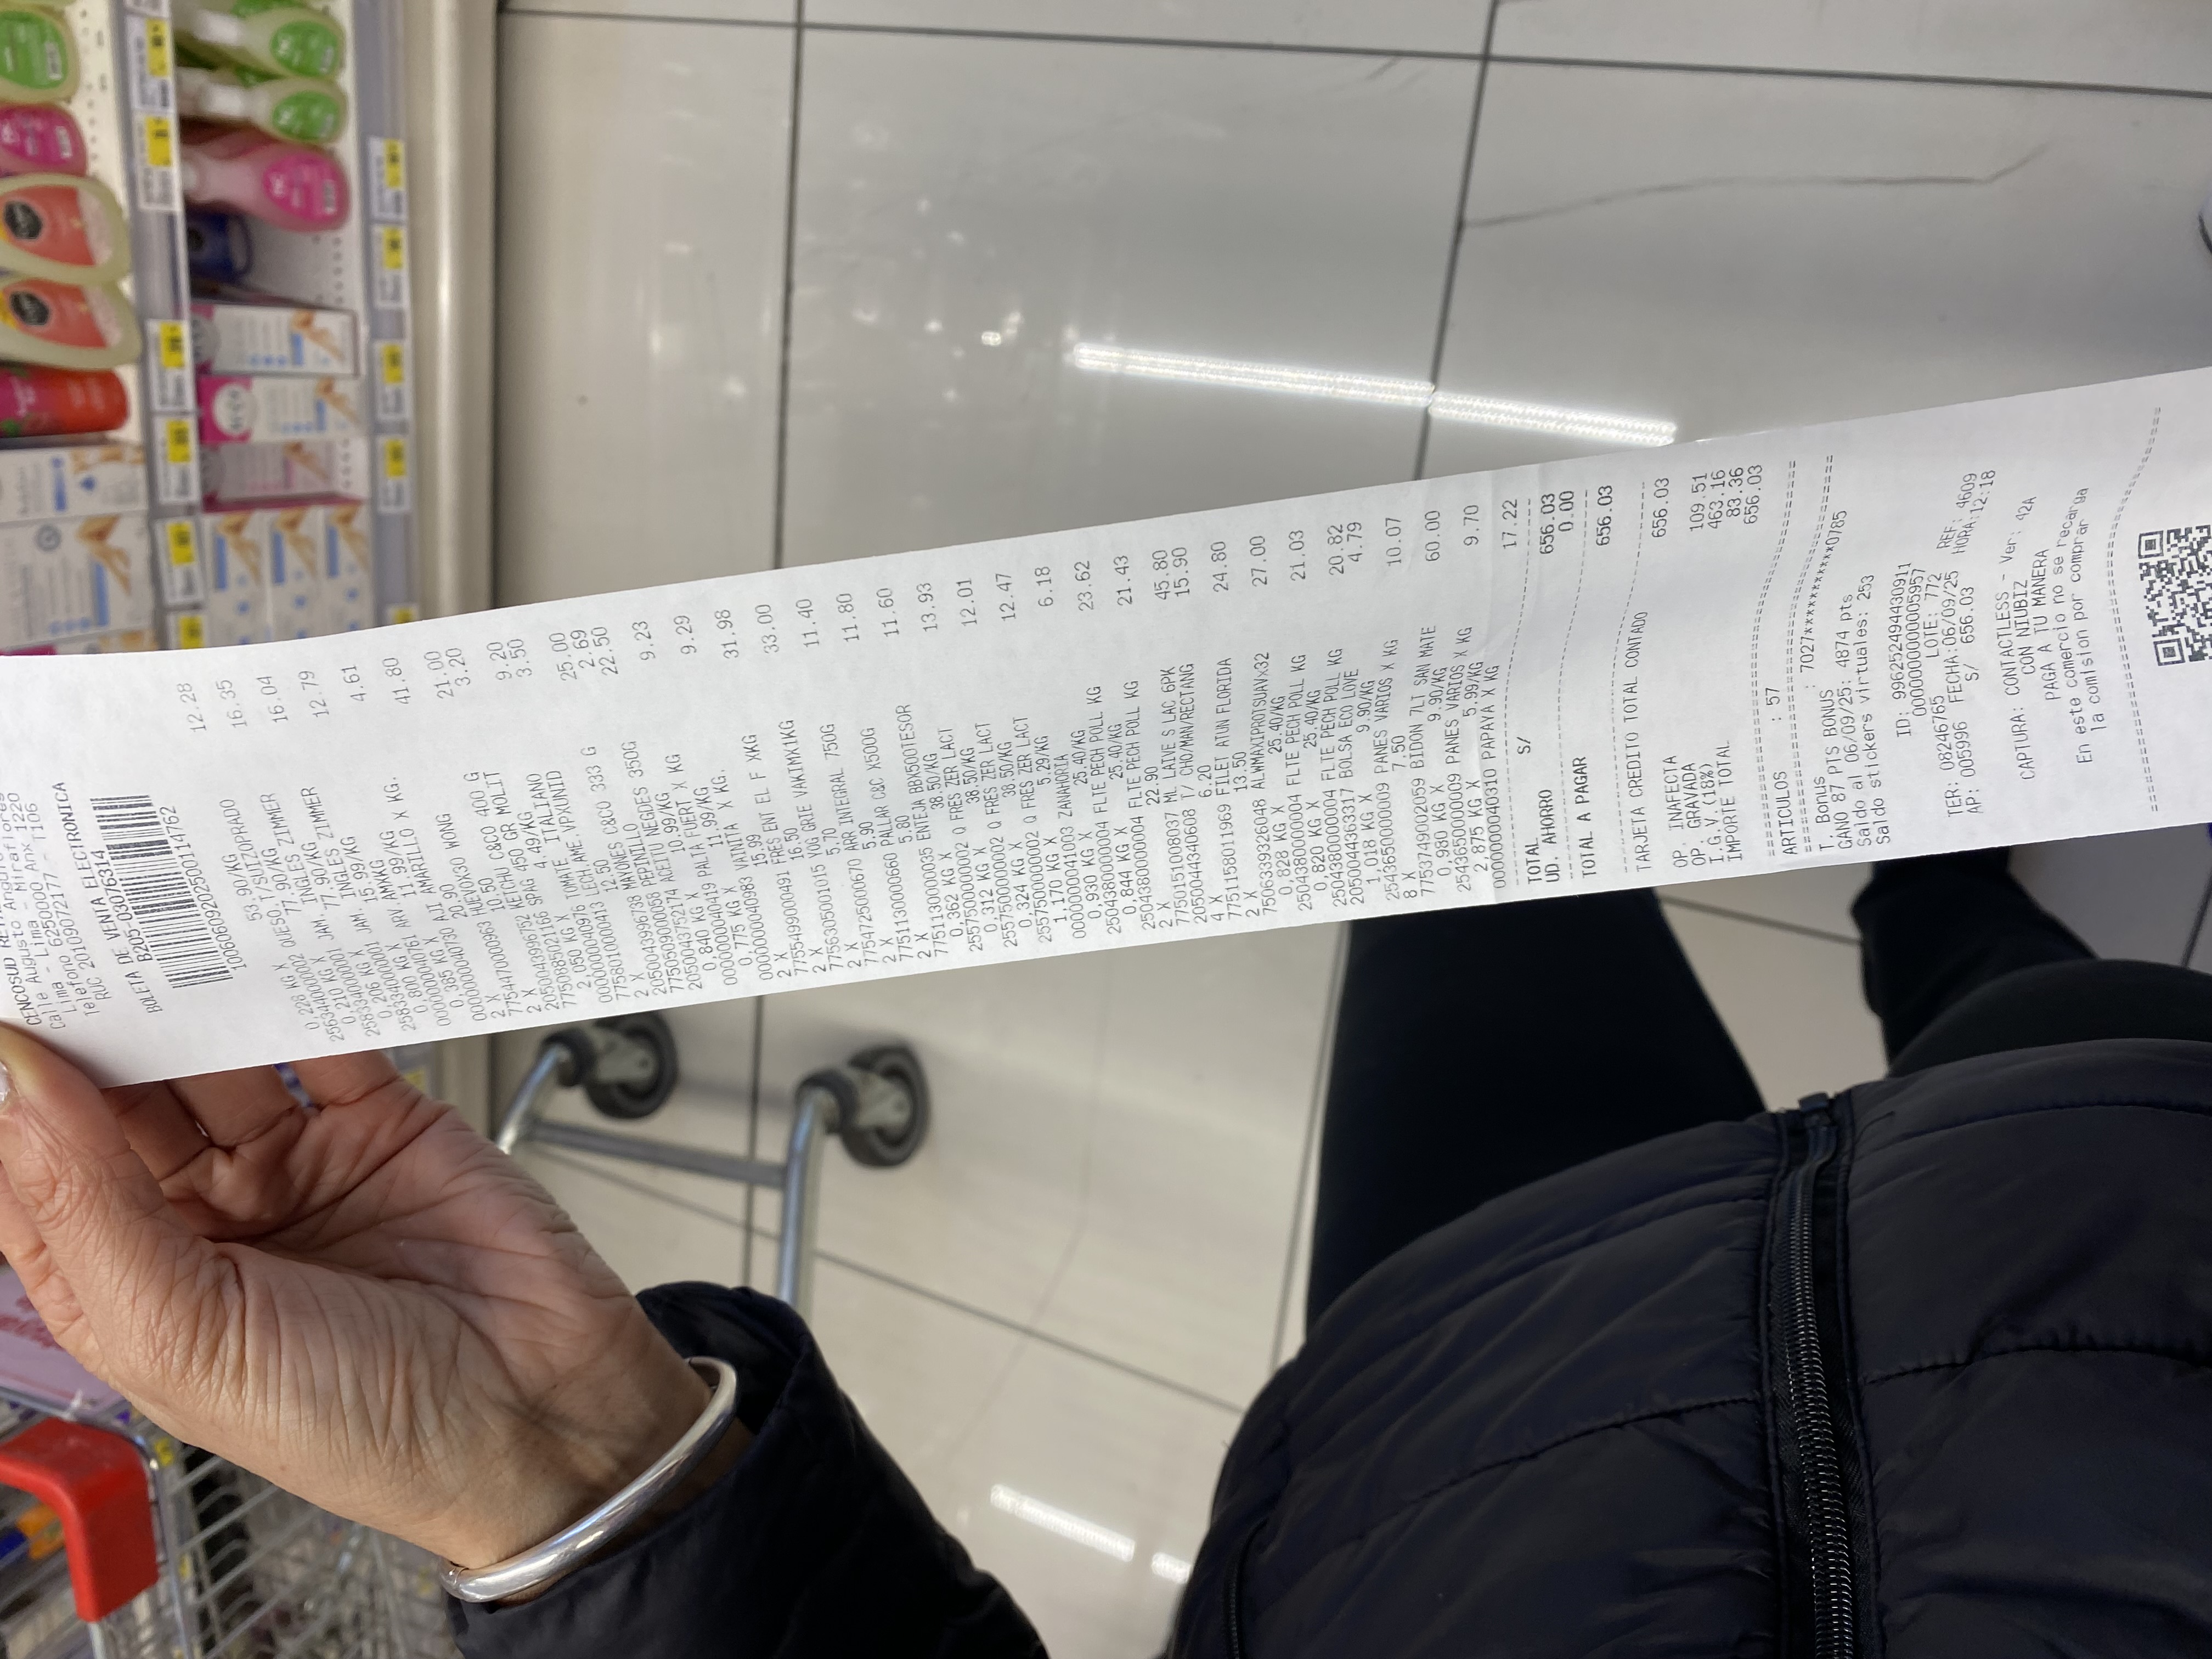 CENCOSUD
Calle Augusto - Miraflores
Lima - Lima
Telefono 6250000 Anx 1220
RUC 20109072177 - T106
BOLETA DE VENTA ELECTRONICA
B205-03076314
10060609202500114762
0,228 KG X 53.90/KG
2563440000002 QUESO.T/SUIZOPRADO 12.28
0,210 KG X 77.90/KG
2583340000001 JAM. INGLES ZIMMER 16.35
0,206 KG X 77.90/KG
2583340000001 JAM. INGLES ZIMMER 16.04
0,800 KG X 15.99/KG
0000000040761 ARV.AMXKG 12.79
0,385 KG X 11.99/KG
0000000040730 AJI AMARILLO X KG. 4.61
2 X 20.90
7754470000963 HUEVOX30 WONG 41.80
2 X 10.50
2050043996752 KETCHU C&CO 400 G 21.00
7750885021166 SPAG 450 GR MOLIT 3.20
2,050 KG X 4.49/KG
0000000040976 TOMATE ITALIANO 9.20
7758010000413 LECH.AME.VPXUNID 3.50
2 X 12.50
2050043996738 MAYONES C&CO 333 G 25.00
7750509000058 PEPINILLO 2.69
2050043752174 ACEITU NEGDES 350G 22.50
0,840 KG X 10.99/KG
0000000040419 PALTA FUERT X KG 9.23
0,775 KG X 11.99/KG
0000000040983 VAINITA X KG. 9.29
2 X 15.99
7755499000491 FRES ENT EL F XKG 31.98
2 X 16.50
7756305001015 YOG GRIE VAKIMX1KG 33.00
2 X 5.70
7754725000670 ARR INTEGRAL 750G 11.40
2 X 5.90
7751130000660 PALLAR C&C X500G 11.80
2 X 5.80
7751130000035 ENTEJA BBX500TESOR 11.60
0,362 KG X 38.50/KG
2557500000002 Q FRES ZER LACT 13.93
0,312 KG X 38.50/KG
2557500000002 Q FRES ZER LACT 12.01
0,324 KG X 38.50/KG
2557500000002 Q FRES ZER LACT 12.47
1,170 KG X 5.29/KG
0000000041003 ZANAHORIA 6.18
0,930 KG X 25.40/KG
2504380000004 FLTE PECH POLL KG 23.62
0,844 KG X 25.40/KG
2504380000004 FLTE PECH POLL KG 21.43
2 X 22.90
7750151008037 ML LAIVE S LAC 6PK 45.80
2050044340608 T/ CHO/MAN/RECTANG 15.90
4 X 6.20
7751158011969 FILET ATUN FLORIDA 24.80
2 X 13.50
7506339326048 ALWMAXIPROTSUAVx32 27.00
0,828 KG X 25.40/KG
2504380000004 FLTE PECH POLL KG 21.03
0,820 KG X 25.40/KG
2504380000004 FLTE PECH POLL KG 20.82
2050044363317 BOLSA ECO LOVE 4.79
1,018 KG X 9.90/KG
2543650000009 PANES VARIOS X KG 10.07
8 X 7.50
7753749002059 BIDON 7LT SAN MATE 60.00
0,980 KG X 9.90/KG
2543650000009 PANES VARIOS X KG 9.70
2,875 KG X 5.99/KG
0000000040310 PAPAYA X KG 17.22
TOTAL S/ 656.03
UD. AHORRO 0.00
TOTAL A PAGAR 656.03
TARJETA CREDITO TOTAL CONTADO 656.03
OP. INAFECTA 109.51
OP. GRAVADA 463.16
I.G.V.(18%) 83.36
IMPORTE TOTAL 656.03
ARTICULOS : 57
T. Bonus : 7027***********0785
GANO 87 PTS BONUS
Saldo al 06/09/25: 4874 pts
Saldo stickers virtuales: 253
ID: 996252494430911
0000000000005957
TER: 08246765 LOTE: 772 REF: 4609
AP: 005996 FECHA:06/09/25 HORA:12:18
S/ 656.03
CAPTURA: CONTACTLESS - Ver: 42A
CON NIUBIZ
PAGA A TU MANERA
En este comercio no se recarga
la comision por comprar